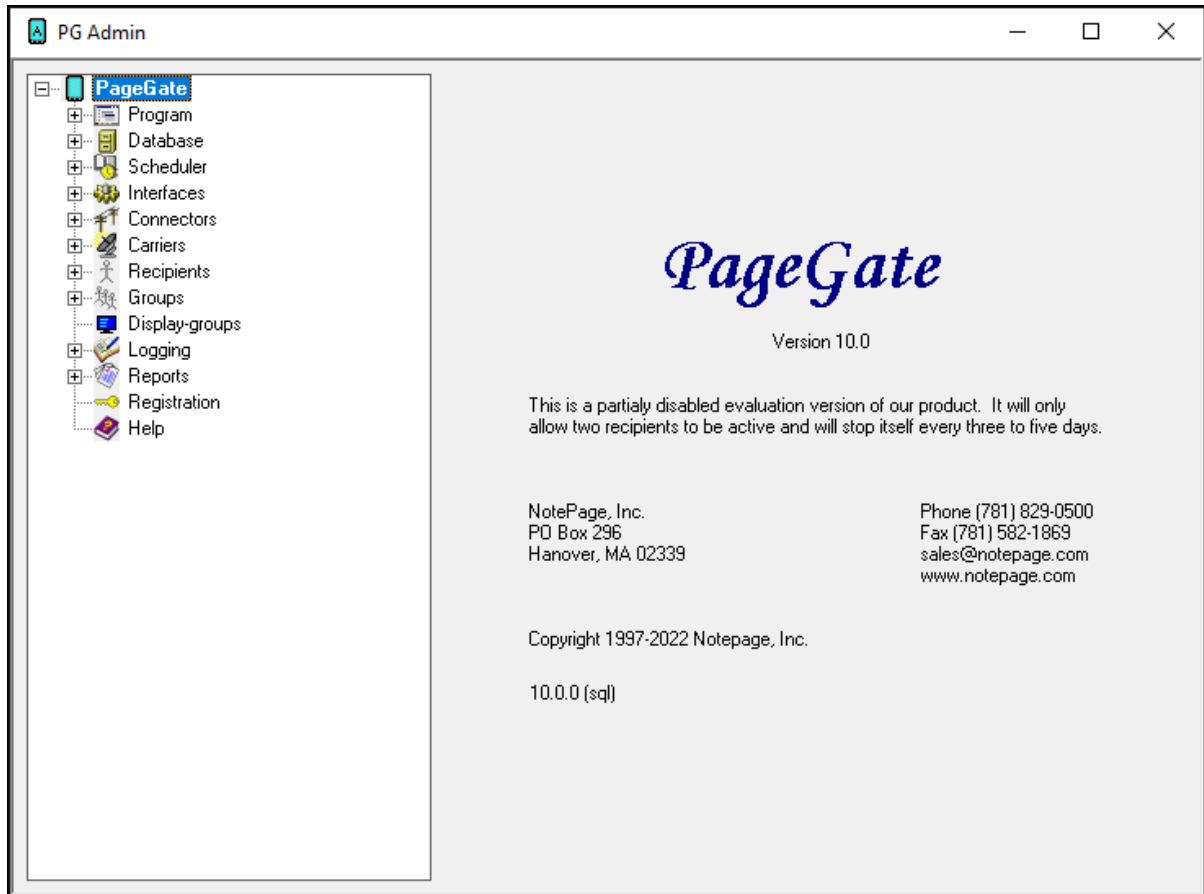 PG Admin
PageGate
Program
Database
Scheduler
Interfaces
Connectors
Carriers
Recipients
Groups
Display-groups
Logging
Reports
Registration
Help
PageGate
Version 10.0
This is a partialy disabled evaluation version of our product.  It will only
allow two recipients to be active and will stop itself every three to five days.
NotePage, Inc.
PO Box 296
Hanover, MA 02339
Phone (781) 829-0500
Fax (781) 582-1869
sales@notepage.com
www.notepage.com
Copyright 1997-2022 Notepage, Inc.
10.0.0 (sql)